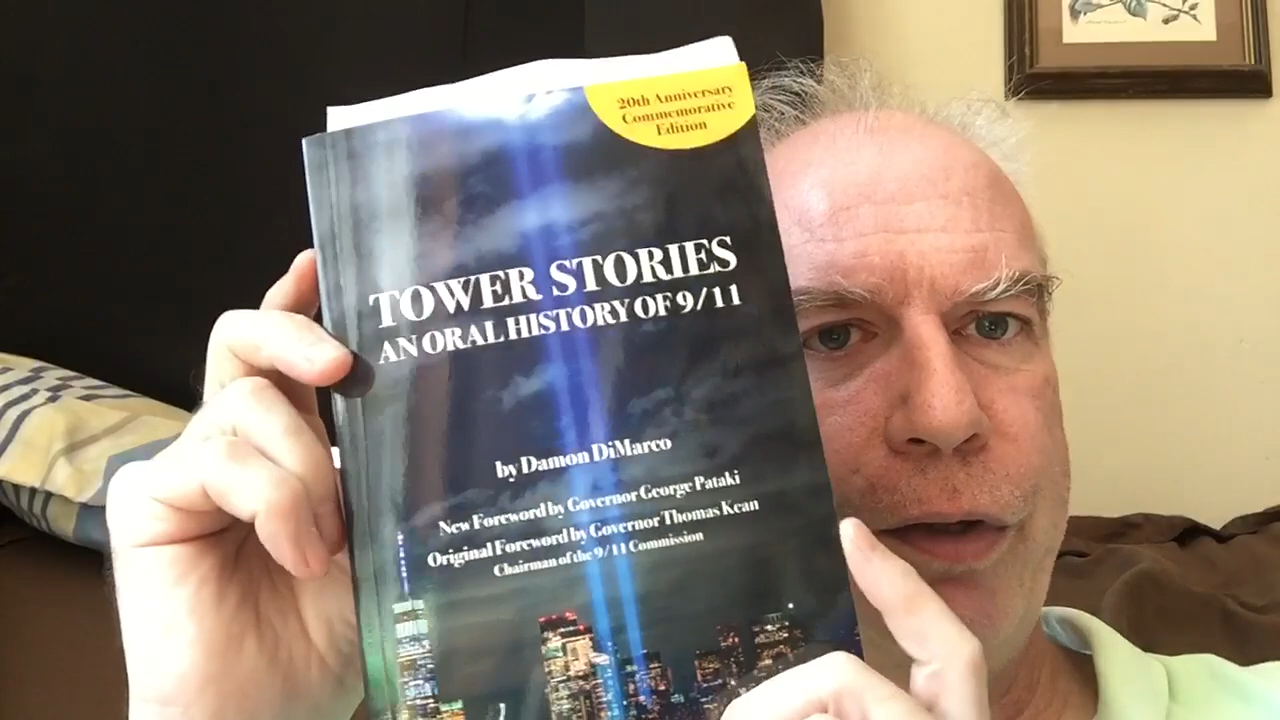 20th Anniversary
Commemorative
Edition
TOWER STORIES
AN ORAL HISTORY OF 9/11
by Damon DiMarco
New Foreword by Governor George Pataki
Original Foreword by Governor Thomas Kean
Chairman of the 9/11 Commission